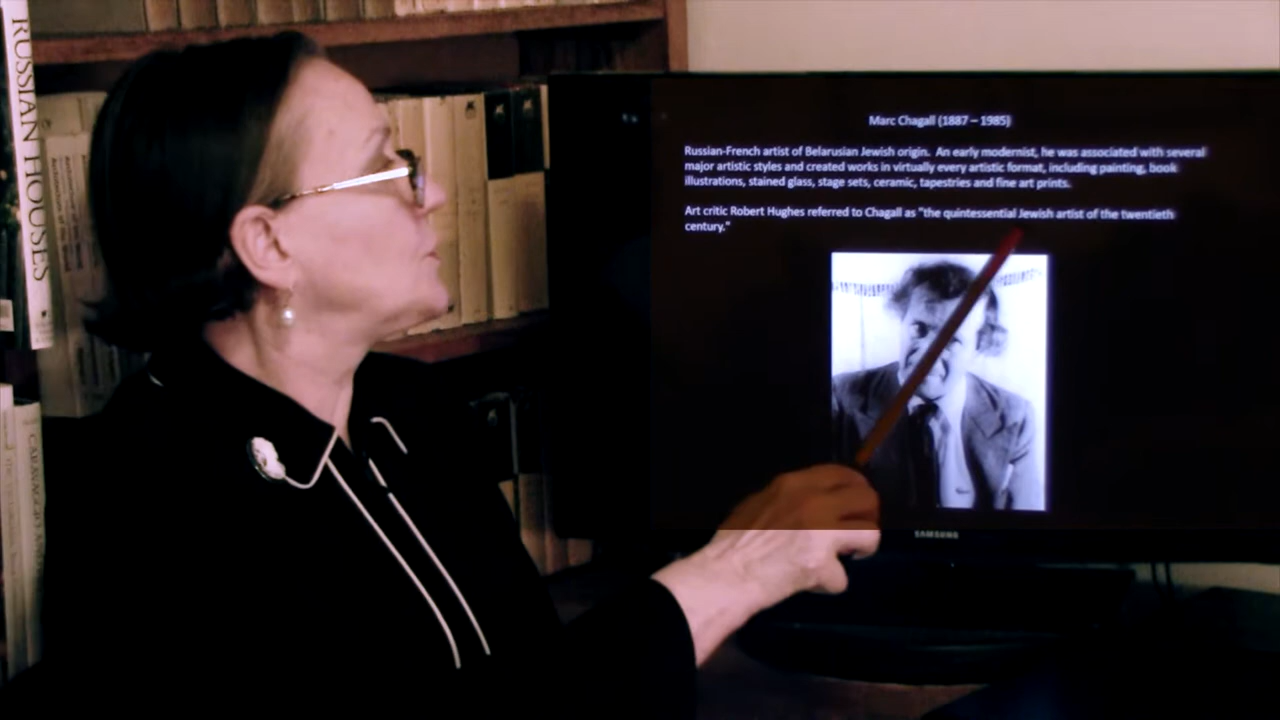 RUSSIAN HOUSES
Marc Chagall (1887 – 1985)
Russian-French artist of Belarusian Jewish origin. An early modernist, he was associated with several
major artistic styles and created works in virtually every artistic format, including painting, book
illustrations, stained glass, stage sets, ceramic, tapestries and fine art prints.
Art critic Robert Hughes referred to Chagall as "the quintessential Jewish artist of the twentieth
century."
SAMSUNG